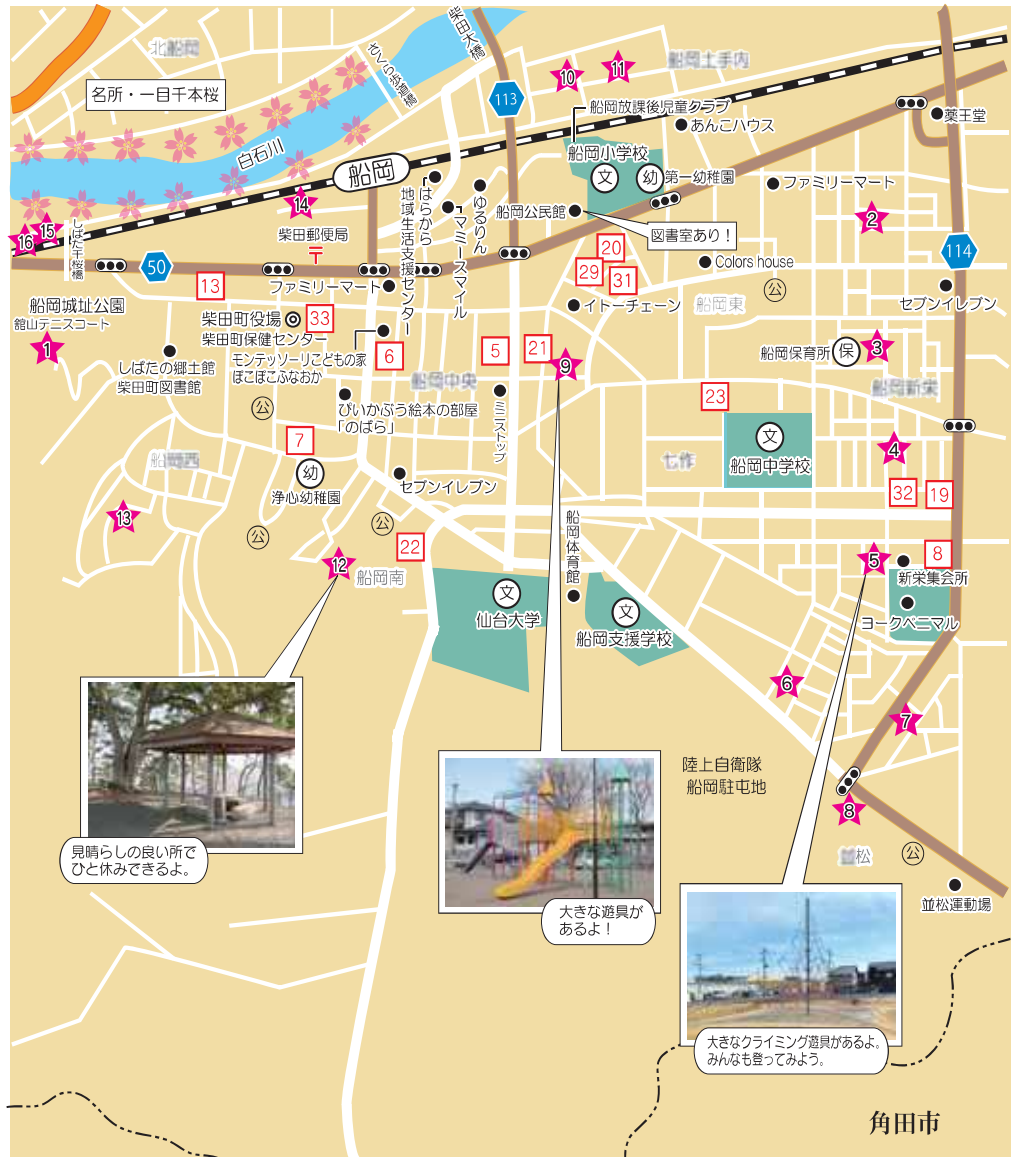 北船岡
名所・一目千本桜
さくら歩道橋
柴田大橋
白石川
113
10
11
船岡土手内
船岡放課後児童クラブ
あんこハウス
薬王堂
船岡小学校
文
幼
第一幼稚園
船岡
はらから
地域生活支援センター
ゆるりん
マミースマイル
船岡公民館
図書室あり!
ファミリーマート
2
14
15
16
しばた千桜橋
柴田郵便局
〒
50
13
ファミリーマート
20
29
31
Colors house
公
船岡東
114
セブンイレブン
イトーチェーン
船岡城址公園
舘山テニスコート
1
柴田町役場
33
柴田町保健センター
モンテッソーリこどもの家
ぽこぽこふなおか
6
しばたの郷土館
柴田町図書館
5
21
9
船岡中央
船岡保育所
保
3
船岡新栄
公
ぴいかぶう絵本の部屋
「のばら」
ミニストップ
23
文
船岡中学校
七作
4
32
19
7
幼
浄心幼稚園
船岡西
13
公
公
セブンイレブン
22
船岡体育館
12
船岡南
文
仙台大学
文
船岡支援学校
5
8
新栄集会所
ヨークベニマル
6
7
陸上自衛隊
船岡駐屯地
8
並松
公
並松運動場
見晴らしの良い所で
ひと休みできるよ。
大きな遊具が
あるよ!
大きなクライミング遊具があるよ。
みんなも登ってみよう。
角田市